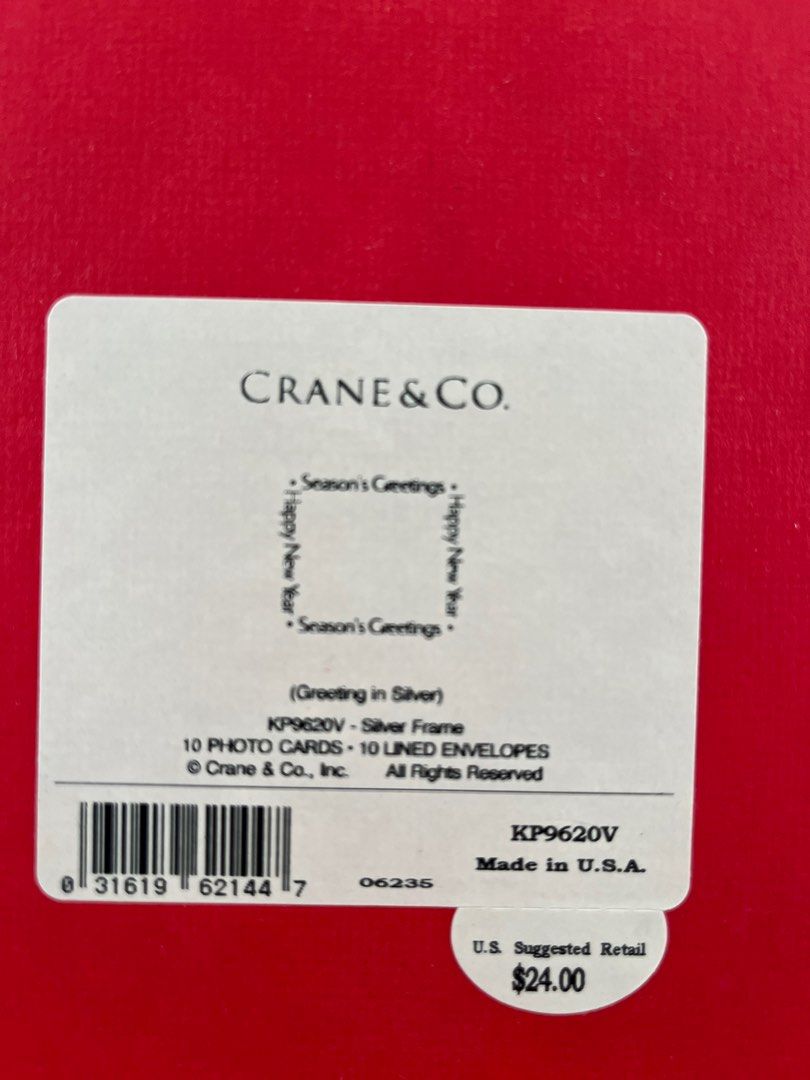 CRANE & CO.
• Season's Greetings •
Happy New Year
Happy New Year
• Season's Greetings •
(Greeting in Silver)
KP9620V - Silver Frame
10 PHOTO CARDS • 10 LINED ENVELOPES
© Crane & Co., Inc. All Rights Reserved
KP9620V
Made in U.S.A.
0 31619 62144 7 06235
U.S. Suggested Retail
$24.00